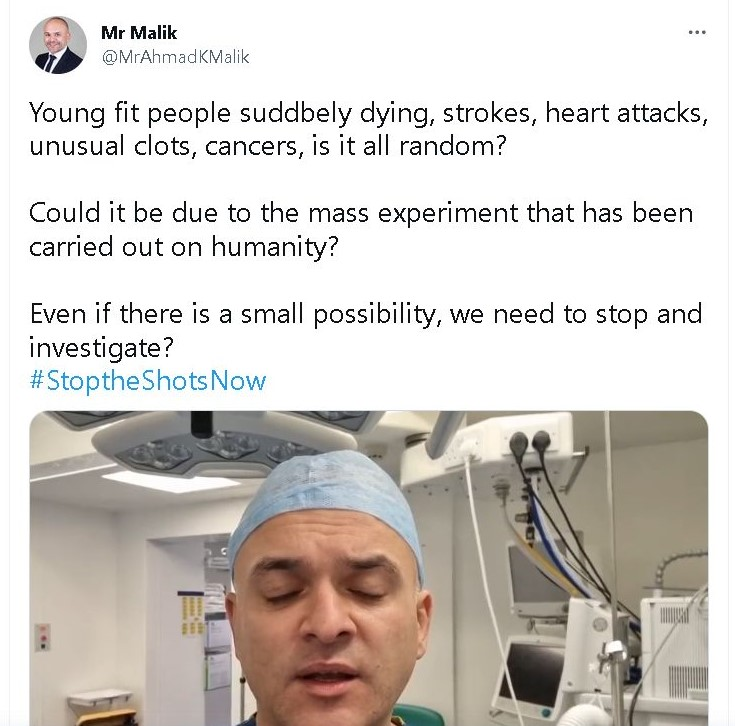 Mr Malik
@MrAhmadKMalik
Young fit people suddbely dying, strokes, heart attacks,
unusual clots, cancers, is it all random?
Could it be due to the mass experiment that has been
carried out on humanity?
Even if there is a small possibility, we need to stop and
investigate?
#StoptheShotsNow